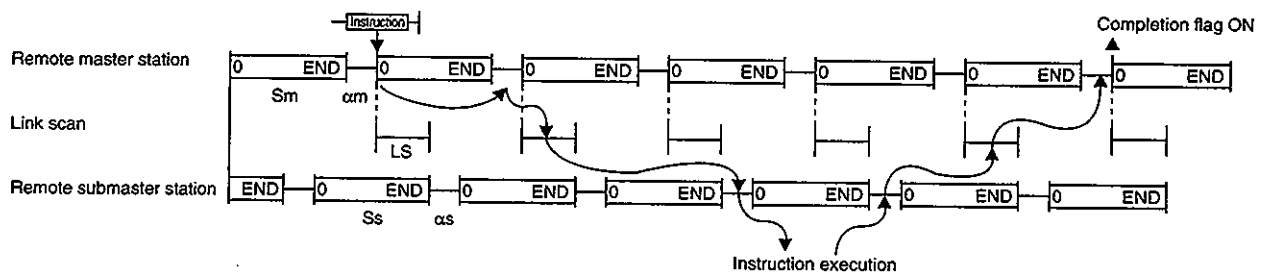 Instruction
Completion flag ON
Remote master station
0 END 0 END 0 END 0 END 0 END 0 END 0
Sm αm
Link scan
LS
Remote submaster station
END 0 END 0 END 0 END 0 END 0 END 0 END
Ss αs
Instruction execution